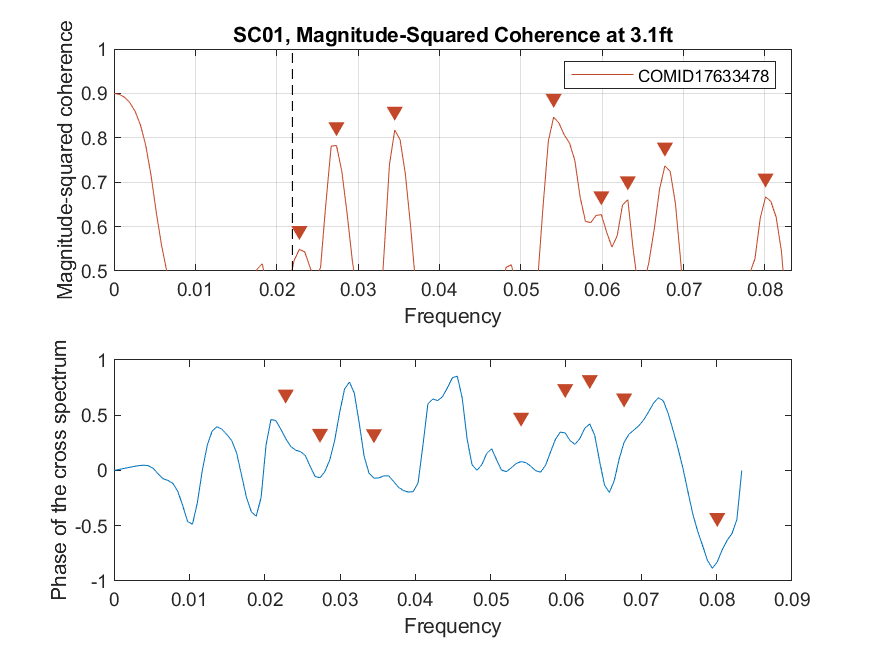 SC01, Magnitude-Squared Coherence at 3.1ft
Magnitude-squared coherence
1
0.9
0.8
0.7
0.6
0.5
COMID17633478
0 0.01 0.02 0.03 0.04 0.05 0.06 0.07 0.08
Frequency
Phase of the cross spectrum
1
0.5
0
-0.5
-1
0 0.01 0.02 0.03 0.04 0.05 0.06 0.07 0.08 0.09
Frequency